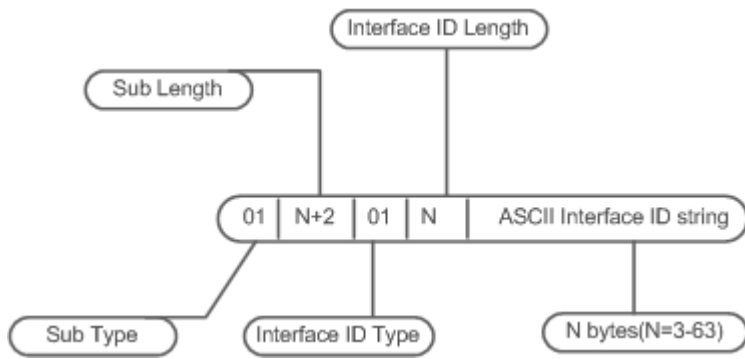 Interface ID Length
Sub Length
01 N+2 01 N ASCII Interface ID string
Sub Type
Interface ID Type
N bytes(N=3-63)